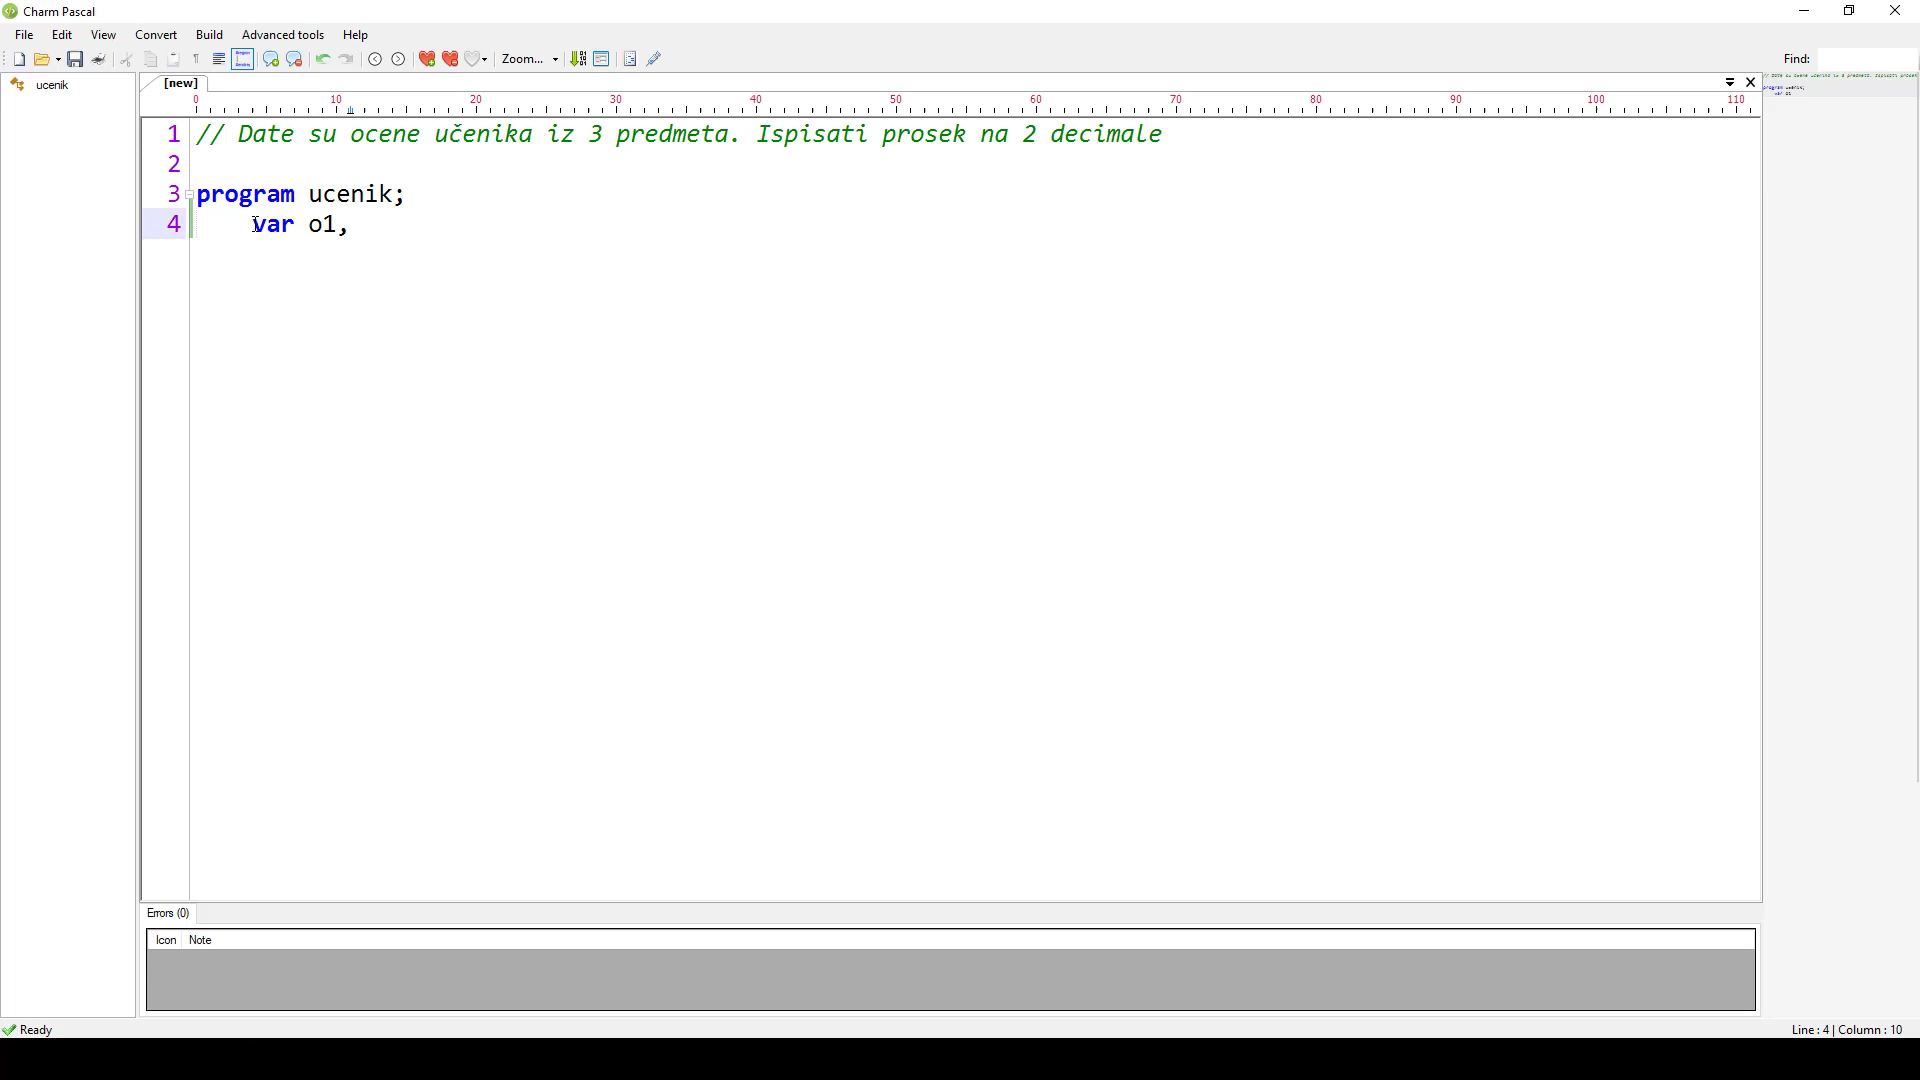 Charm Pascal
File Edit View Convert Build Advanced tools Help
Zoom... Find:
ucenik
[new]
0 10 20 30 40 50 60 70 80 90 100 110
1 // Date su ocene učenika iz 3 predmeta. Ispisati prosek na 2 decimale
2
3 program ucenik;
4 var o1,
Errors (0)
Icon Note
Ready
Line : 4 | Column : 10